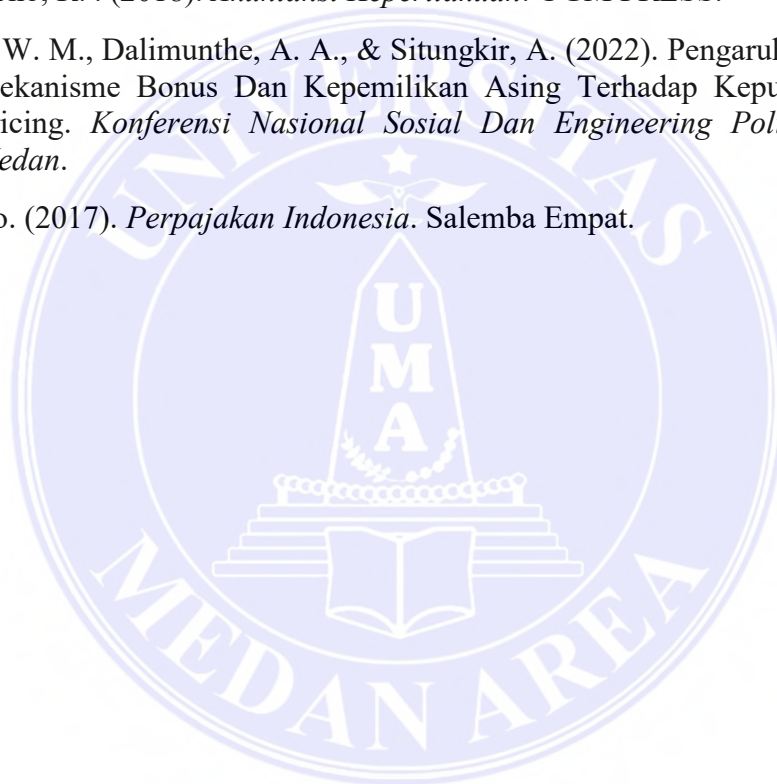 W. M., Dalimunthe, A. A., & Situngkir, A. (2022). Pengaruh
ekanisme Bonus Dan Kepemilikan Asing Terhadap Kepu
icing. Konferensi Nasional Sosial Dan Engineering Pol
edan.
o. (2017). Perpajakan Indonesia. Salemba Empat.
UNIVERSITAS
U
M
A
MEDAN AREA